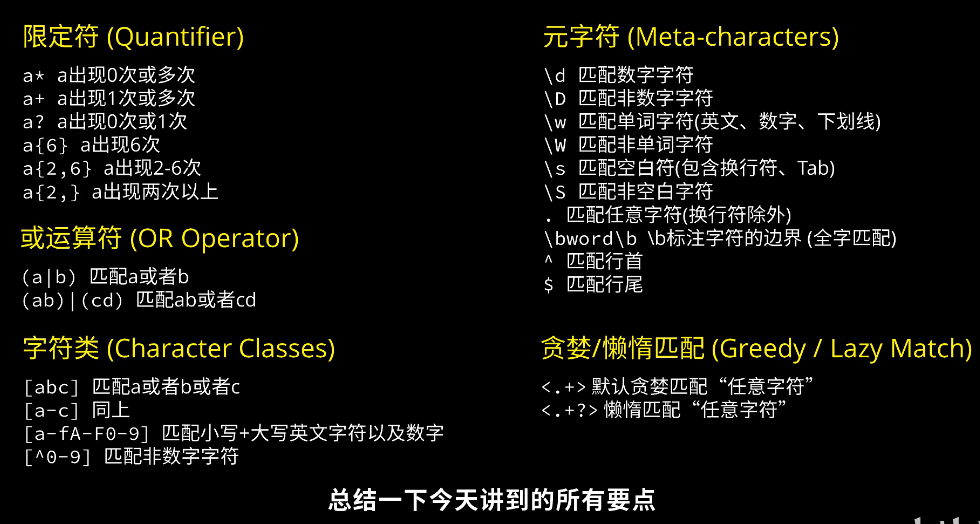 限定符 (Quantifier)
a* a出现0次或多次
a+ a出现1次或多次
a? a出现0次或1次
a{6} a出现6次
a{2,6} a出现2-6次
a{2,} a出现两次以上
或运算符 (OR Operator)
(a|b) 匹配a或者b
(ab)|(cd) 匹配ab或者cd
字符类 (Character Classes)
[abc] 匹配a或者b或者c
[a-c] 同上
[a-fA-F0-9] 匹配小写+大写英文字符以及数字
[^0-9] 匹配非数字字符
元字符 (Meta-characters)
\d 匹配数字字符
\D 匹配非数字字符
\w 匹配单词字符(英文、数字、下划线)
\W 匹配非单词字符
\s 匹配空白符(包含换行符、Tab)
\S 匹配非空白字符
. 匹配任意字符(换行符除外)
\bword\b \b标注字符的边界 (全字匹配)
^ 匹配行首
$ 匹配行尾
贪婪/懒惰匹配 (Greedy / Lazy Match)
<.+> 默认贪婪匹配“任意字符”
<.+?> 懒惰匹配“任意字符”
总结一下今天讲到的所有要点